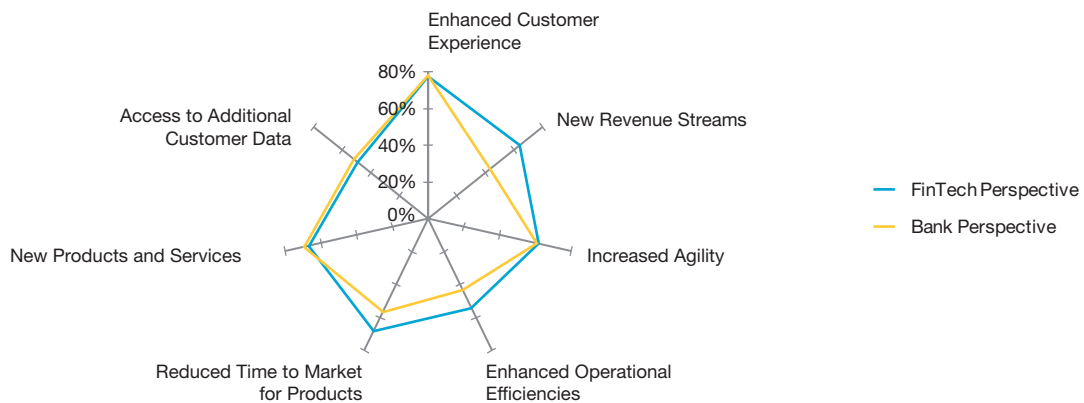 Enhanced Customer
Experience
80%
60%
40%
20%
0%
Access to Additional
Customer Data
New Revenue Streams
FinTech Perspective
Bank Perspective
New Products and Services
Increased Agility
Reduced Time to Market
for Products
Enhanced Operational
Efficiencies